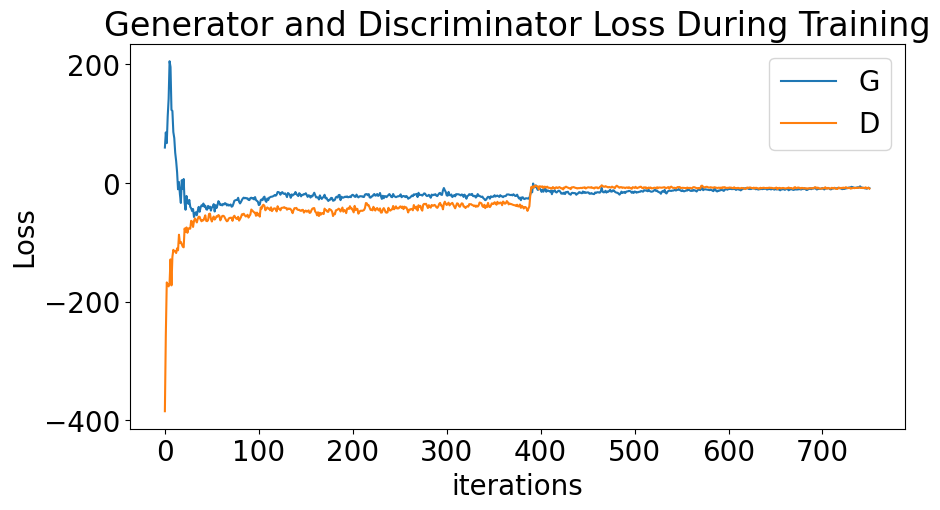 Generator and Discriminator Loss During Training
G
D
200
0
−200
−400
Loss
0 100 200 300 400 500 600 700
iterations